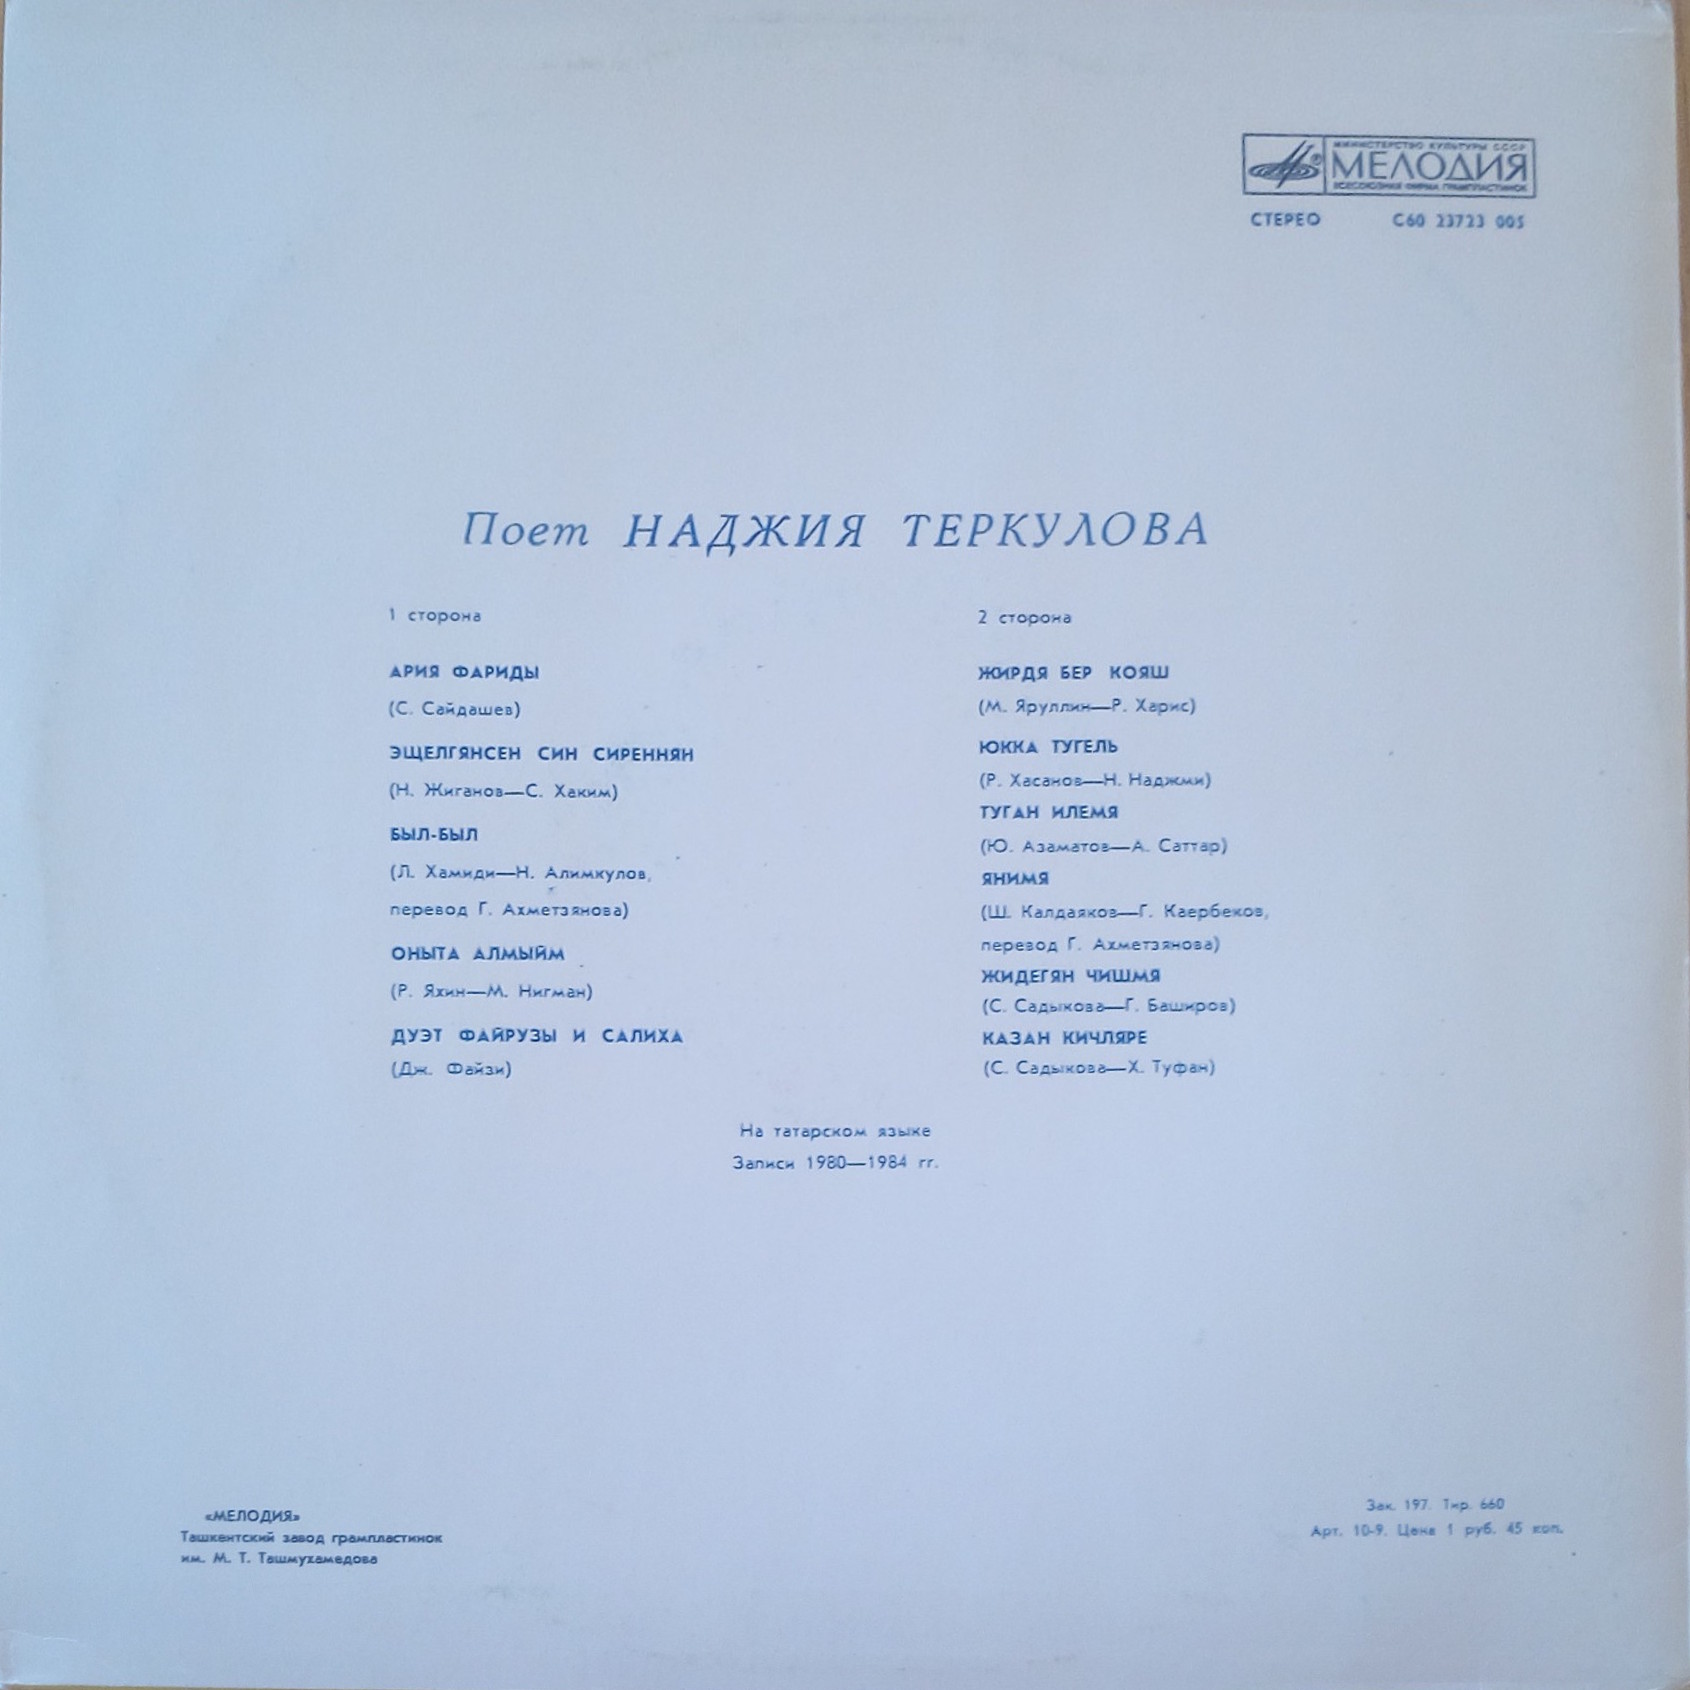 МИНИСТЕРСТВО КУЛЬТУРЫ СССР
МЕЛОДИЯ
ВСЕСОЮЗНАЯ ФИРМА ГРАМПЛАСТИНОК
СТЕРЕО С60 23723 005
Поет НАДЖИЯ ТЕРКУЛОВА
1 сторона
АРИЯ ФАРИДЫ
(С. Сайдашев)
ЭЩЕЛГЯНСЕН СИН СИРЕННЯН
(Н. Жиганов—С. Хаким)
БЫЛ-БЫЛ
(Л. Хамиди—Н. Алимкулов,
перевод Г. Ахметзянова)
ОНЫТА АЛМЫЙМ
(Р. Яхин—М. Нигман)
ДУЭТ ФАЙРУЗЫ И САЛИХА
(Дж. Файзи)
2 сторона
ЖИРДЯ БЕР КОЯШ
(М. Яруллин—Р. Харис)
ЮККА ТУГЕЛЬ
(Р. Хасанов—Н. Наджми)
ТУГАН ИЛЕМЯ
(Ю. Азаматов—А. Саттар)
ЯНИМЯ
(Ш. Калдаяков—Г. Каербеков,
перевод Г. Ахметзянова)
ЖИДЕГЯН ЧИШМЯ
(С. Садыкова—Г. Баширов)
КАЗАН КИЧЛЯРЕ
(С. Садыкова—Х. Туфан)
На татарском языке
Записи 1980—1984 гг.
«МЕЛОДИЯ»
Ташкентский завод грампластинок
им. М. Т. Ташмухамедова
Зак. 197. Тир. 660
Арт. 10-9. Цена 1 руб. 45 коп.